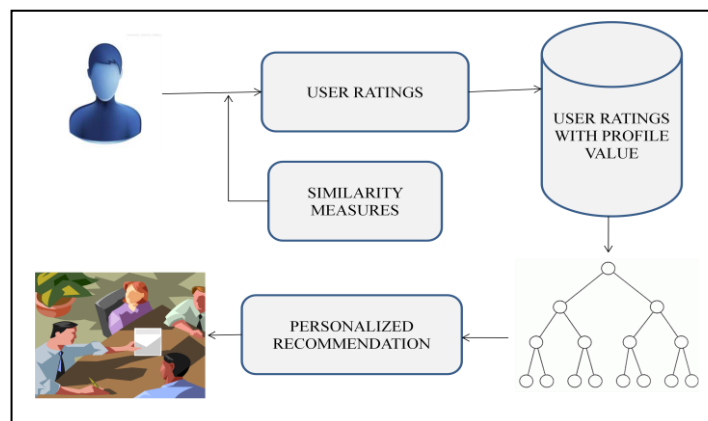 USER RATINGS
USER RATINGS
WITH PROFILE
VALUE
SIMILARITY
MEASURES
PERSONALIZED
RECOMMENDATION